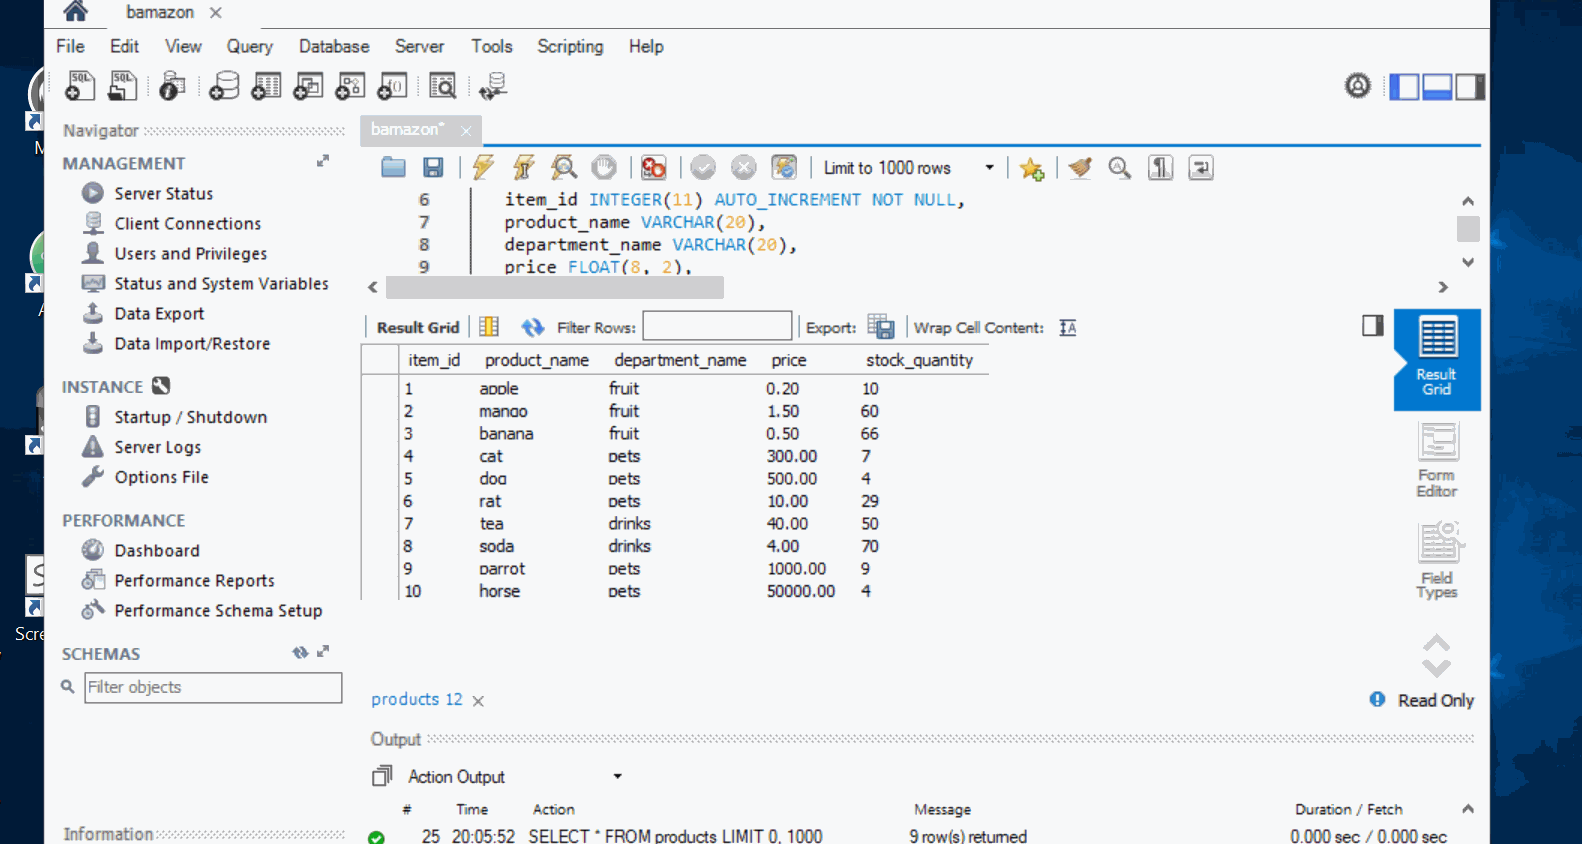 bamazon
File Edit View Query Database Server Tools Scripting Help
Navigator
MANAGEMENT
Server Status
Client Connections
Users and Privileges
Status and System Variables
Data Export
Data Import/Restore
INSTANCE
Startup / Shutdown
Server Logs
Options File
PERFORMANCE
Dashboard
Performance Reports
Performance Schema Setup
SCHEMAS
Filter objects
Information
Scre
bamazon*
Limit to 1000 rows
6 item_id INTEGER(11) AUTO_INCREMENT NOT NULL,
7 product_name VARCHAR(20),
8 department_name VARCHAR(20),
9 price FLOAT(8, 2),
Result Grid Filter Rows: Export: Wrap Cell Content:
item_id product_name department_name price stock_quantity
1 apple fruit 0.20 10
2 mango fruit 1.50 60
3 banana fruit 0.50 66
4 cat pets 300.00 7
5 dog pets 500.00 4
6 rat pets 10.00 29
7 tea drinks 40.00 50
8 soda drinks 4.00 70
9 parrot pets 1000.00 9
10 horse pets 50000.00 4
Result
Grid
Form
Editor
Field
Types
products 12
Read Only
Output
Action Output
# Time Action Message Duration / Fetch
25 20:05:52 SELECT * FROM products LIMIT 0, 1000 9 row(s) returned 0.000 sec / 0.000 sec